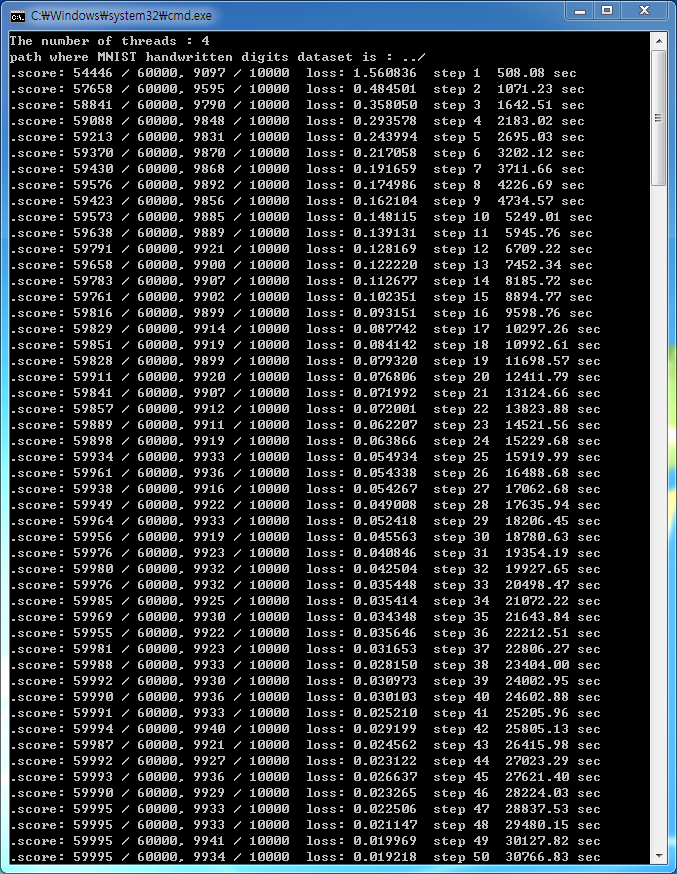 C:₩Windows₩system32₩cmd.exe
The number of threads : 4
path where MNIST handwritten digits dataset is : ../
.score: 54446 / 60000, 9097 / 10000  loss: 1.560836  step 1  508.08 sec
.score: 57658 / 60000, 9595 / 10000  loss: 0.484501  step 2  1071.23 sec
.score: 58841 / 60000, 9790 / 10000  loss: 0.358050  step 3  1642.51 sec
.score: 59088 / 60000, 9848 / 10000  loss: 0.293578  step 4  2183.02 sec
.score: 59213 / 60000, 9831 / 10000  loss: 0.243994  step 5  2695.03 sec
.score: 59370 / 60000, 9870 / 10000  loss: 0.217058  step 6  3202.12 sec
.score: 59430 / 60000, 9868 / 10000  loss: 0.191659  step 7  3711.66 sec
.score: 59576 / 60000, 9892 / 10000  loss: 0.174986  step 8  4226.69 sec
.score: 59423 / 60000, 9856 / 10000  loss: 0.162104  step 9  4734.57 sec
.score: 59573 / 60000, 9885 / 10000  loss: 0.148115  step 10  5249.01 sec
.score: 59638 / 60000, 9889 / 10000  loss: 0.139131  step 11  5945.76 sec
.score: 59791 / 60000, 9921 / 10000  loss: 0.128169  step 12  6709.22 sec
.score: 59658 / 60000, 9900 / 10000  loss: 0.122220  step 13  7452.34 sec
.score: 59783 / 60000, 9907 / 10000  loss: 0.112677  step 14  8185.72 sec
.score: 59761 / 60000, 9902 / 10000  loss: 0.102351  step 15  8894.77 sec
.score: 59816 / 60000, 9899 / 10000  loss: 0.093151  step 16  9598.76 sec
.score: 59829 / 60000, 9914 / 10000  loss: 0.087742  step 17  10297.26 sec
.score: 59851 / 60000, 9919 / 10000  loss: 0.084142  step 18  10992.61 sec
.score: 59828 / 60000, 9899 / 10000  loss: 0.079320  step 19  11698.57 sec
.score: 59911 / 60000, 9920 / 10000  loss: 0.076806  step 20  12411.79 sec
.score: 59841 / 60000, 9907 / 10000  loss: 0.071992  step 21  13124.66 sec
.score: 59857 / 60000, 9912 / 10000  loss: 0.072001  step 22  13823.88 sec
.score: 59889 / 60000, 9911 / 10000  loss: 0.062207  step 23  14521.56 sec
.score: 59898 / 60000, 9919 / 10000  loss: 0.063866  step 24  15229.68 sec
.score: 59934 / 60000, 9933 / 10000  loss: 0.054934  step 25  15919.99 sec
.score: 59961 / 60000, 9936 / 10000  loss: 0.054338  step 26  16488.68 sec
.score: 59938 / 60000, 9916 / 10000  loss: 0.054267  step 27  17062.68 sec
.score: 59949 / 60000, 9922 / 10000  loss: 0.049008  step 28  17635.94 sec
.score: 59964 / 60000, 9933 / 10000  loss: 0.052418  step 29  18206.45 sec
.score: 59956 / 60000, 9919 / 10000  loss: 0.045563  step 30  18780.63 sec
.score: 59976 / 60000, 9923 / 10000  loss: 0.040846  step 31  19354.19 sec
.score: 59980 / 60000, 9932 / 10000  loss: 0.042504  step 32  19927.65 sec
.score: 59976 / 60000, 9932 / 10000  loss: 0.035448  step 33  20498.47 sec
.score: 59985 / 60000, 9925 / 10000  loss: 0.035414  step 34  21072.22 sec
.score: 59969 / 60000, 9930 / 10000  loss: 0.034348  step 35  21643.84 sec
.score: 59955 / 60000, 9922 / 10000  loss: 0.035646  step 36  22212.51 sec
.score: 59981 / 60000, 9923 / 10000  loss: 0.031653  step 37  22806.27 sec
.score: 59988 / 60000, 9933 / 10000  loss: 0.028150  step 38  23404.00 sec
.score: 59992 / 60000, 9930 / 10000  loss: 0.030973  step 39  24002.95 sec
.score: 59990 / 60000, 9936 / 10000  loss: 0.030103  step 40  24602.88 sec
.score: 59991 / 60000, 9933 / 10000  loss: 0.025210  step 41  25205.96 sec
.score: 59994 / 60000, 9940 / 10000  loss: 0.029199  step 42  25805.13 sec
.score: 59987 / 60000, 9921 / 10000  loss: 0.024562  step 43  26415.98 sec
.score: 59992 / 60000, 9927 / 10000  loss: 0.023122  step 44  27023.29 sec
.score: 59993 / 60000, 9936 / 10000  loss: 0.026637  step 45  27621.40 sec
.score: 59990 / 60000, 9929 / 10000  loss: 0.023265  step 46  28224.03 sec
.score: 59995 / 60000, 9933 / 10000  loss: 0.022506  step 47  28837.53 sec
.score: 59995 / 60000, 9933 / 10000  loss: 0.021147  step 48  29480.15 sec
.score: 59995 / 60000, 9941 / 10000  loss: 0.019969  step 49  30127.82 sec
.score: 59995 / 60000, 9934 / 10000  loss: 0.019218  step 50  30766.83 sec